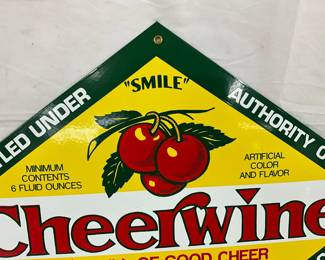 "SMILE"
LED UNDER
AUTHORITY O
MINIMUM
CONTENTS
6 FLUID OUNCES
ARTIFICIAL
COLOR
AND FLAVOR
Cheerwine
OF GOOD CHEER